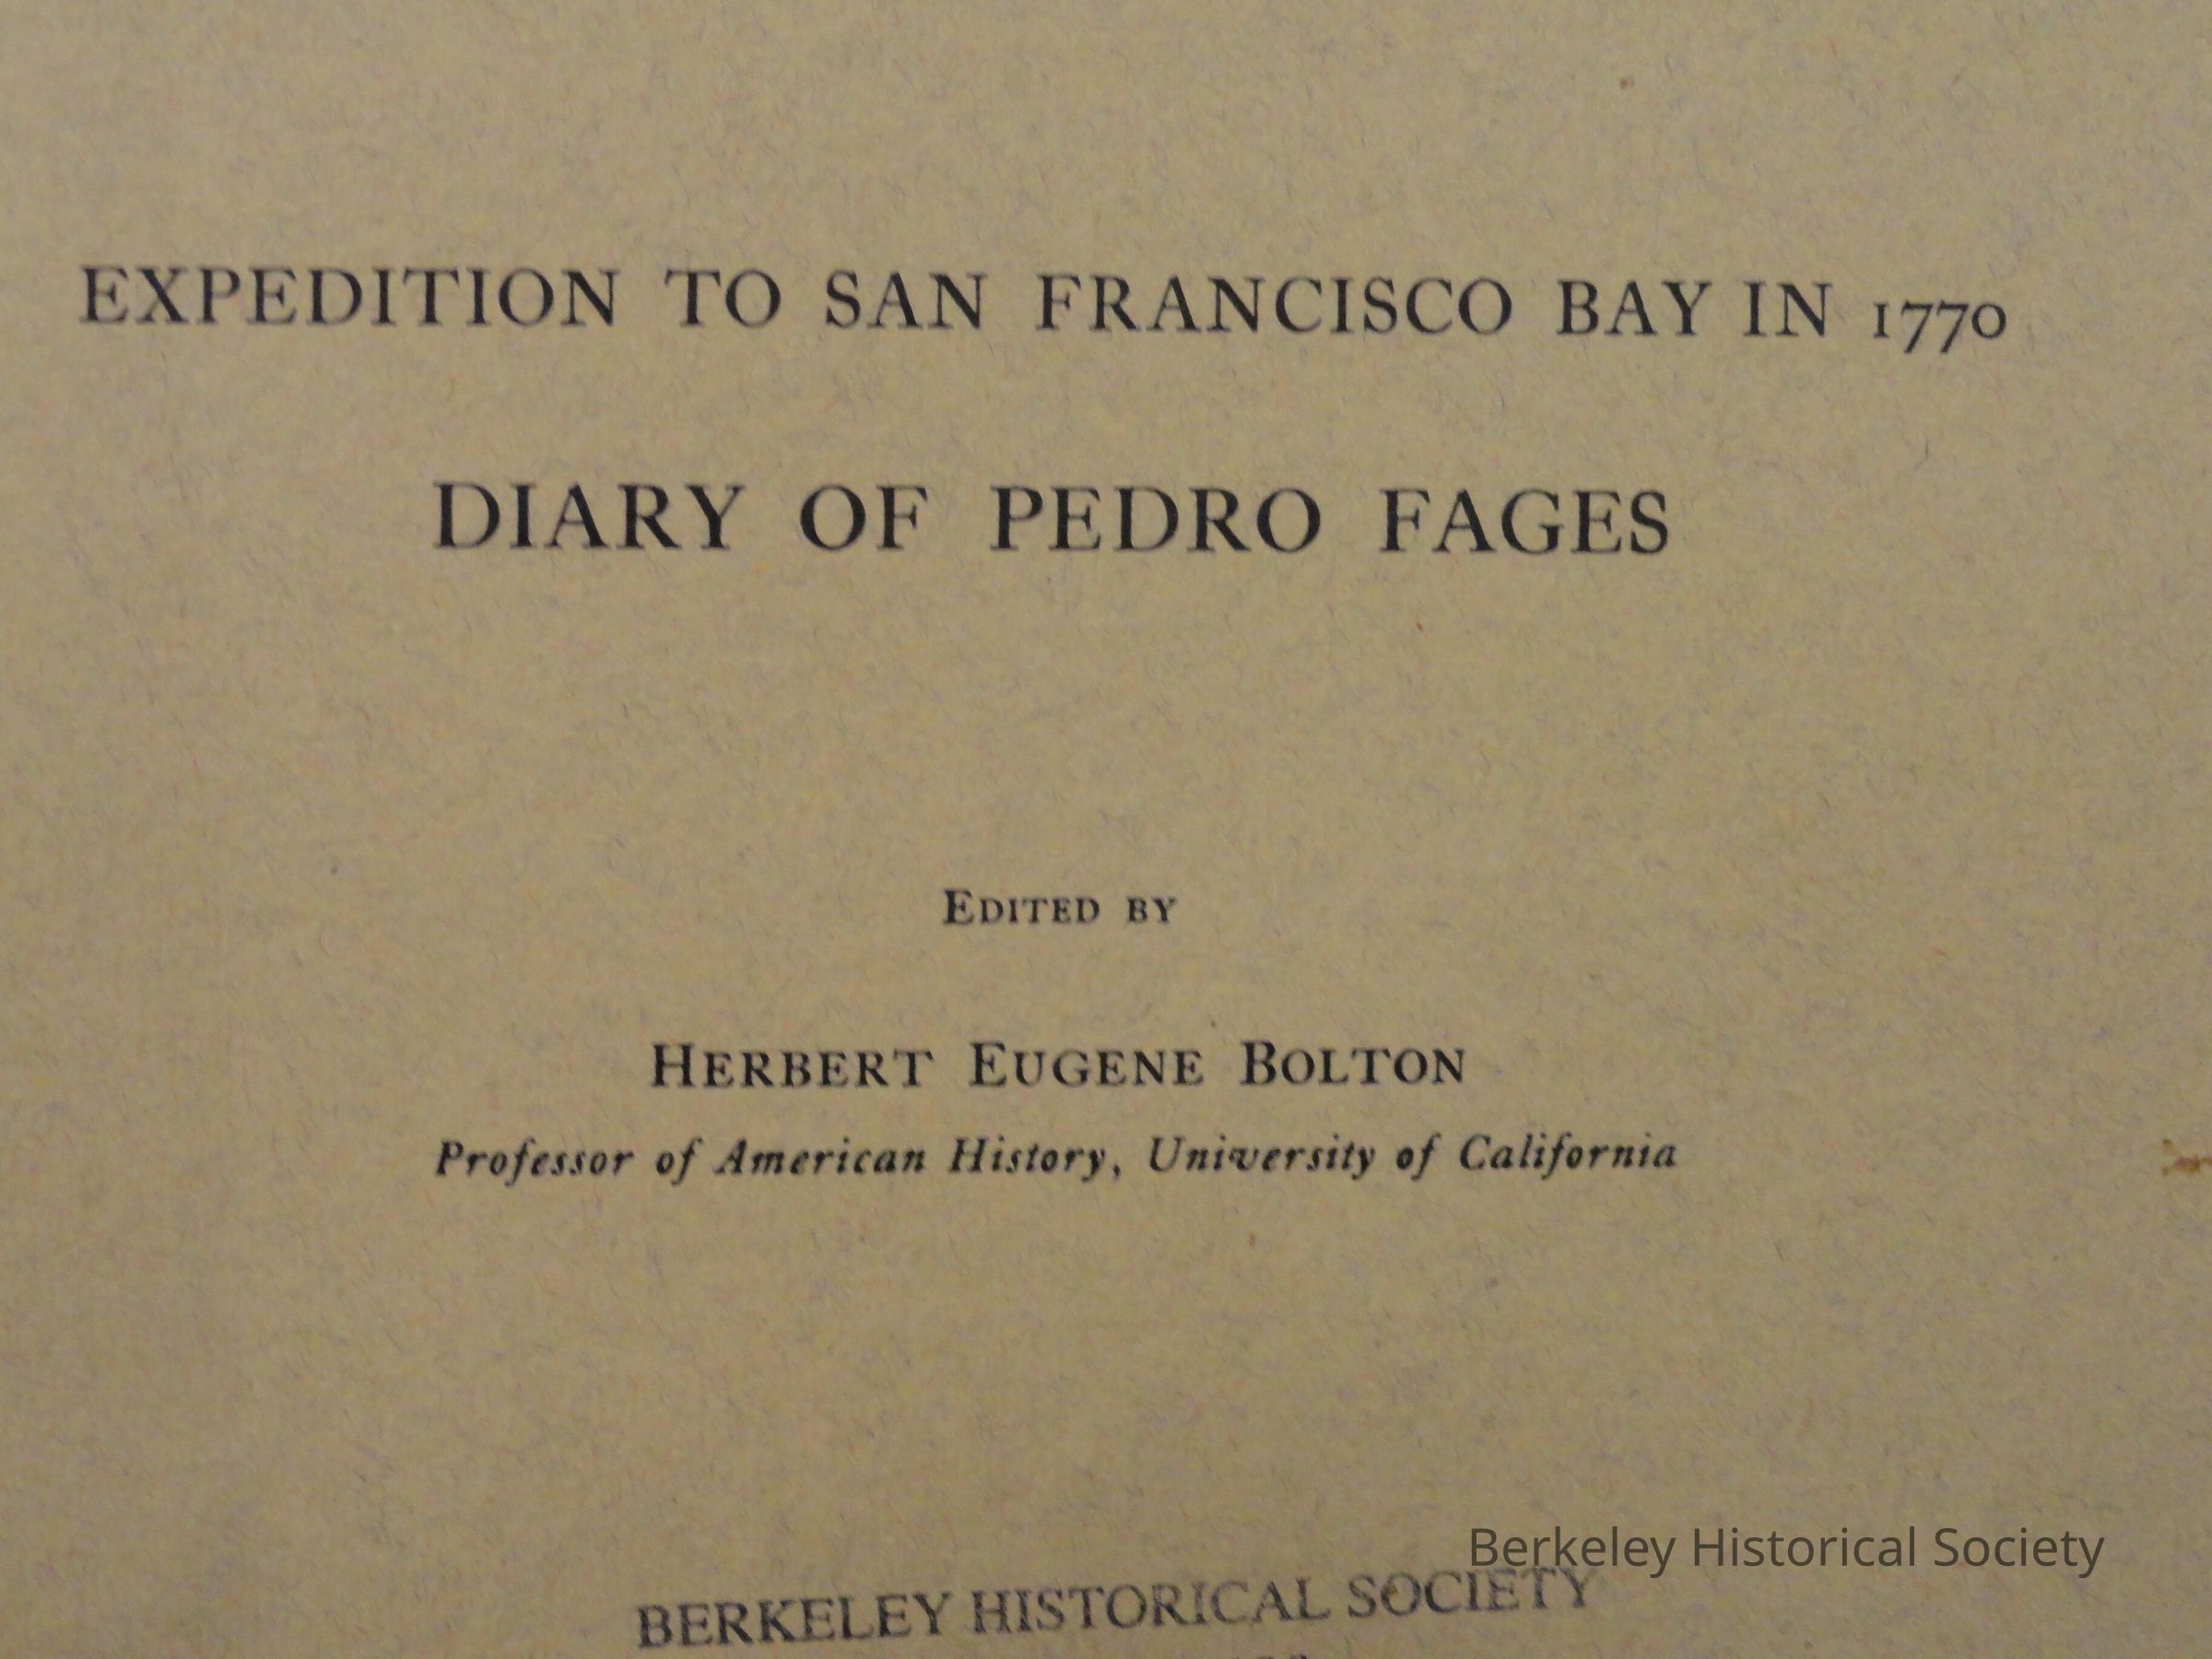 EXPEDITION TO SAN FRANCISCO BAY IN 1770
DIARY OF PEDRO FAGES
EDITED BY
HERBERT EUGENE BOLTON
Professor of American History, University of California
Berkeley Historical Society
BERKELEY HISTORICAL SOCIETY